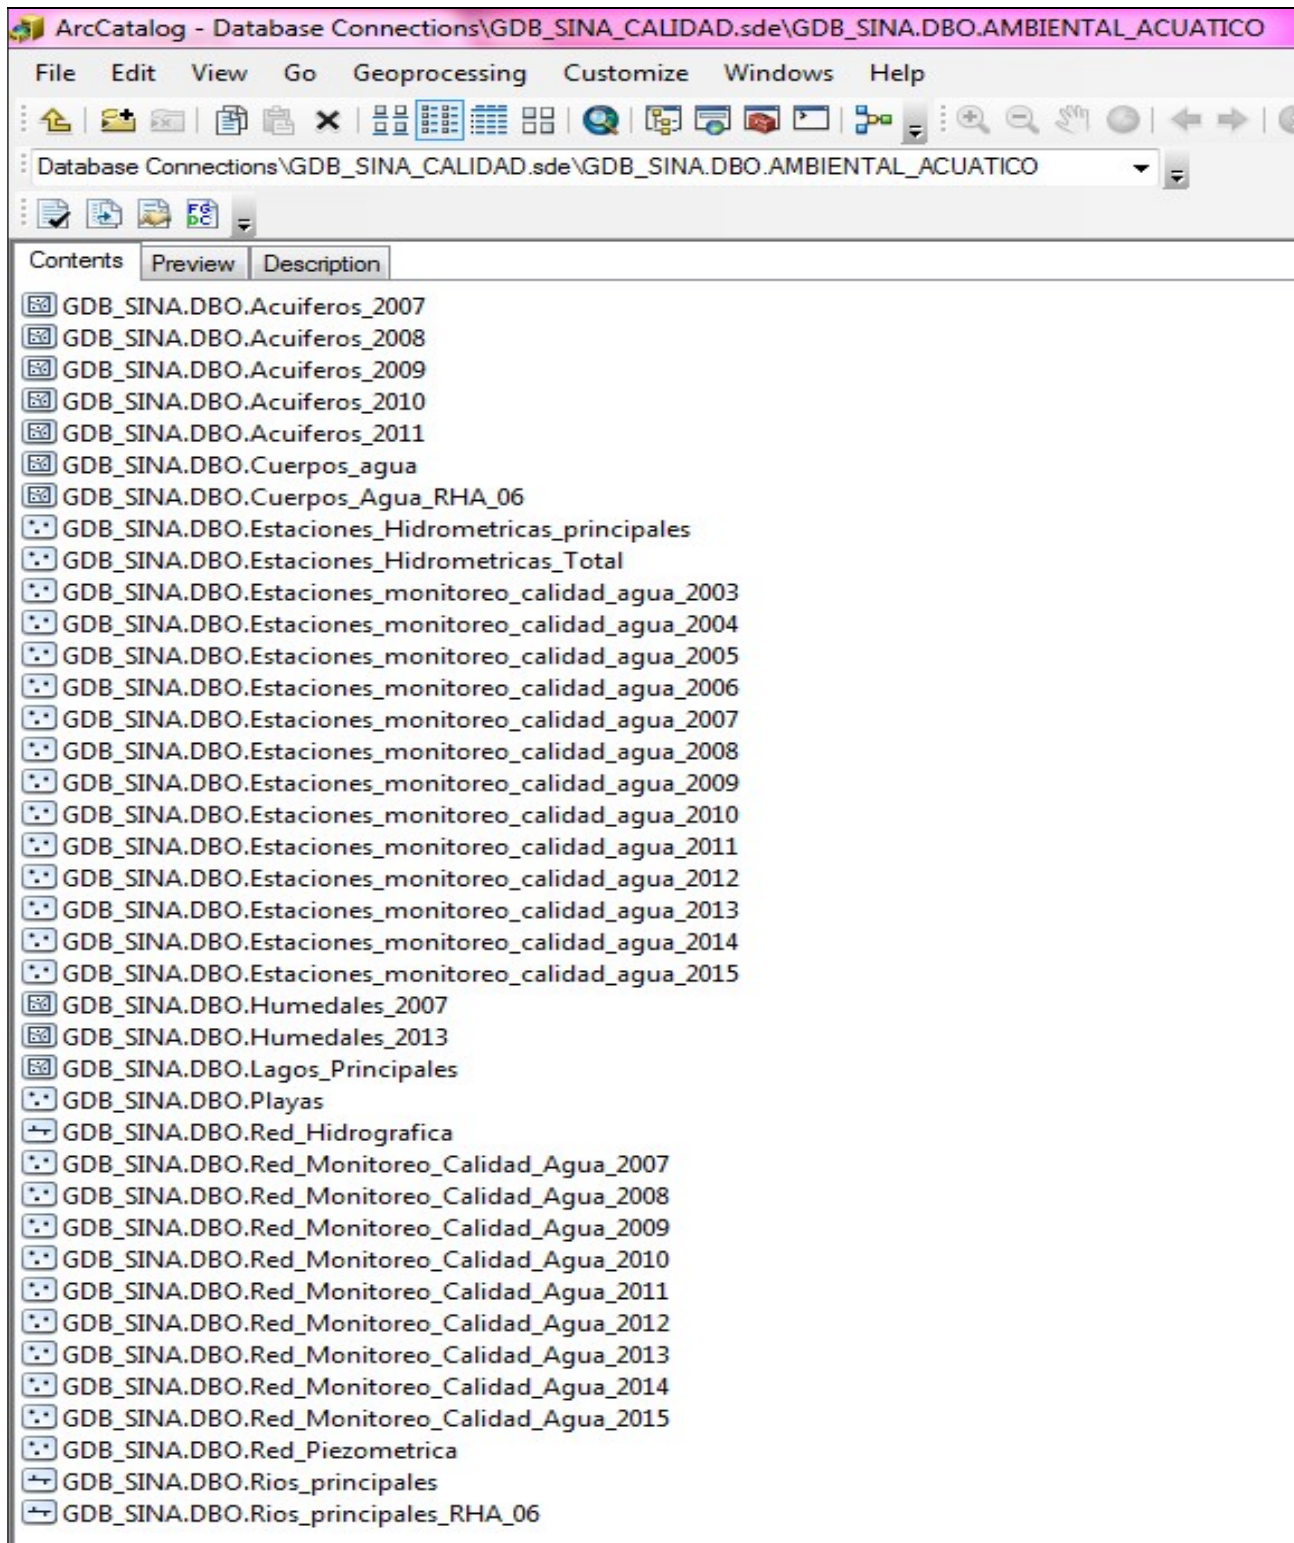 ArcCatalog - Database Connections\GDB_SINA_CALIDAD.sde\GDB_SINA.DBO.AMBIENTAL_ACUATICO
File Edit View Go Geoprocessing Customize Windows Help
Database Connections\GDB_SINA_CALIDAD.sde\GDB_SINA.DBO.AMBIENTAL_ACUATICO
FG
DC
Contents Preview Description
GDB_SINA.DBO.Acuiferos_2007
GDB_SINA.DBO.Acuiferos_2008
GDB_SINA.DBO.Acuiferos_2009
GDB_SINA.DBO.Acuiferos_2010
GDB_SINA.DBO.Acuiferos_2011
GDB_SINA.DBO.Cuerpos_agua
GDB_SINA.DBO.Cuerpos_Agua_RHA_06
GDB_SINA.DBO.Estaciones_Hidrometricas_principales
GDB_SINA.DBO.Estaciones_Hidrometricas_Total
GDB_SINA.DBO.Estaciones_monitoreo_calidad_agua_2003
GDB_SINA.DBO.Estaciones_monitoreo_calidad_agua_2004
GDB_SINA.DBO.Estaciones_monitoreo_calidad_agua_2005
GDB_SINA.DBO.Estaciones_monitoreo_calidad_agua_2006
GDB_SINA.DBO.Estaciones_monitoreo_calidad_agua_2007
GDB_SINA.DBO.Estaciones_monitoreo_calidad_agua_2008
GDB_SINA.DBO.Estaciones_monitoreo_calidad_agua_2009
GDB_SINA.DBO.Estaciones_monitoreo_calidad_agua_2010
GDB_SINA.DBO.Estaciones_monitoreo_calidad_agua_2011
GDB_SINA.DBO.Estaciones_monitoreo_calidad_agua_2012
GDB_SINA.DBO.Estaciones_monitoreo_calidad_agua_2013
GDB_SINA.DBO.Estaciones_monitoreo_calidad_agua_2014
GDB_SINA.DBO.Estaciones_monitoreo_calidad_agua_2015
GDB_SINA.DBO.Humedales_2007
GDB_SINA.DBO.Humedales_2013
GDB_SINA.DBO.Lagos_Principales
GDB_SINA.DBO.Playas
GDB_SINA.DBO.Red_Hidrografica
GDB_SINA.DBO.Red_Monitoreo_Calidad_Agua_2007
GDB_SINA.DBO.Red_Monitoreo_Calidad_Agua_2008
GDB_SINA.DBO.Red_Monitoreo_Calidad_Agua_2009
GDB_SINA.DBO.Red_Monitoreo_Calidad_Agua_2010
GDB_SINA.DBO.Red_Monitoreo_Calidad_Agua_2011
GDB_SINA.DBO.Red_Monitoreo_Calidad_Agua_2012
GDB_SINA.DBO.Red_Monitoreo_Calidad_Agua_2013
GDB_SINA.DBO.Red_Monitoreo_Calidad_Agua_2014
GDB_SINA.DBO.Red_Monitoreo_Calidad_Agua_2015
GDB_SINA.DBO.Red_Piezometrica
GDB_SINA.DBO.Rios_principales
GDB_SINA.DBO.Rios_principales_RHA_06